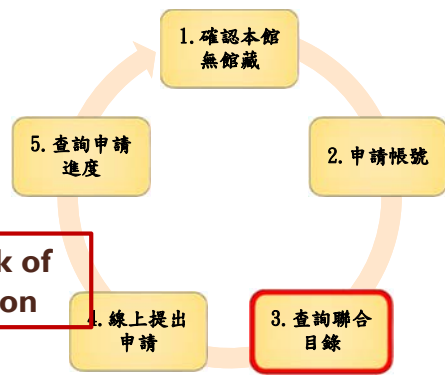 1. 確認本館
無館藏
2. 申請帳號
3. 查詢聯合
目錄
4. 線上提出
申請
5. 查詢申請
進度
k of
on